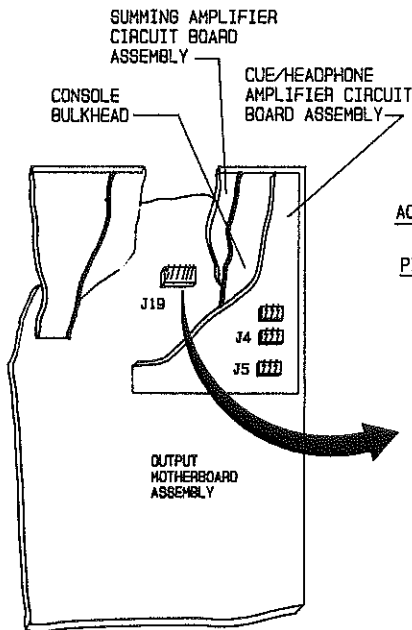 SUMMING AMPLIFIER
CIRCUIT BOARD
ASSEMBLY
CONSOLE
BULKHEAD
CUE/HEADPHONE
AMPLIFIER CIRCUIT
BOARD ASSEMBLY
J19
J4
J5
OUTPUT
MOTHERBOARD
ASSEMBLY